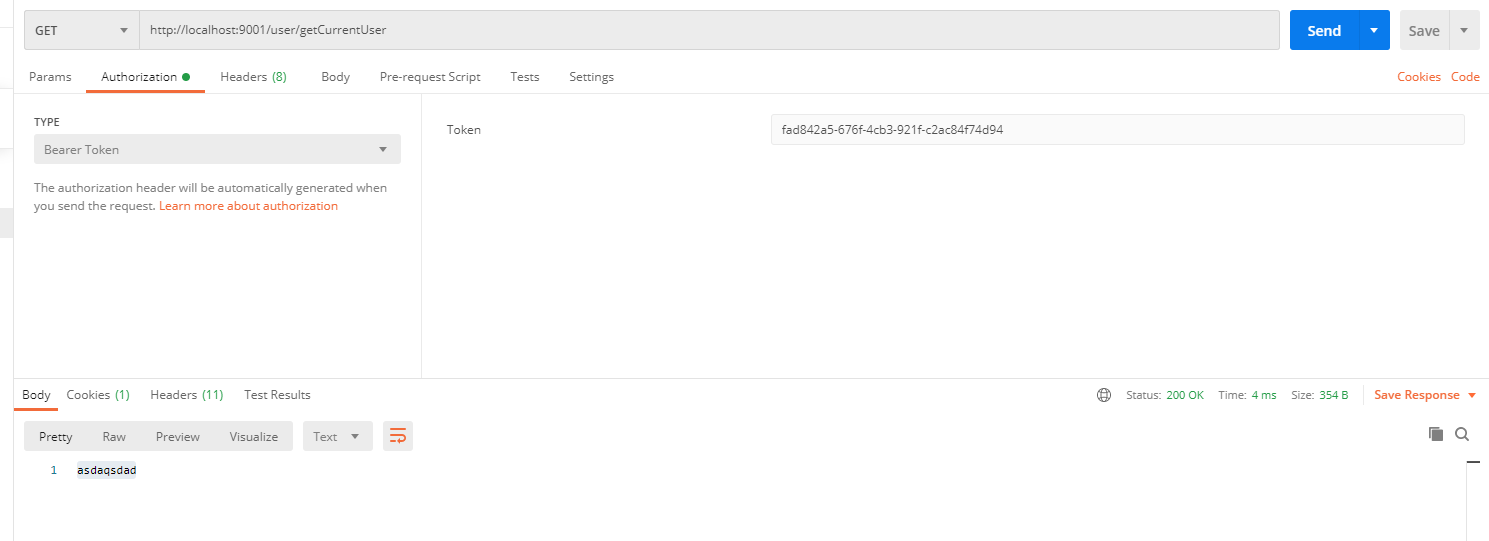 GET http://localhost:9001/user/getCurrentUser Send Save
Params Authorization Headers (8) Body Pre-request Script Tests Settings Cookies Code
TYPE
Bearer Token
The authorization header will be automatically generated when
you send the request. Learn more about authorization
Token fad842a5-676f-4cb3-921f-c2ac84f74d94
Body Cookies (1) Headers (11) Test Results Status: 200 OK Time: 4 ms Size: 354 B Save Response
Pretty Raw Preview Visualize Text
1 asdaqsdad